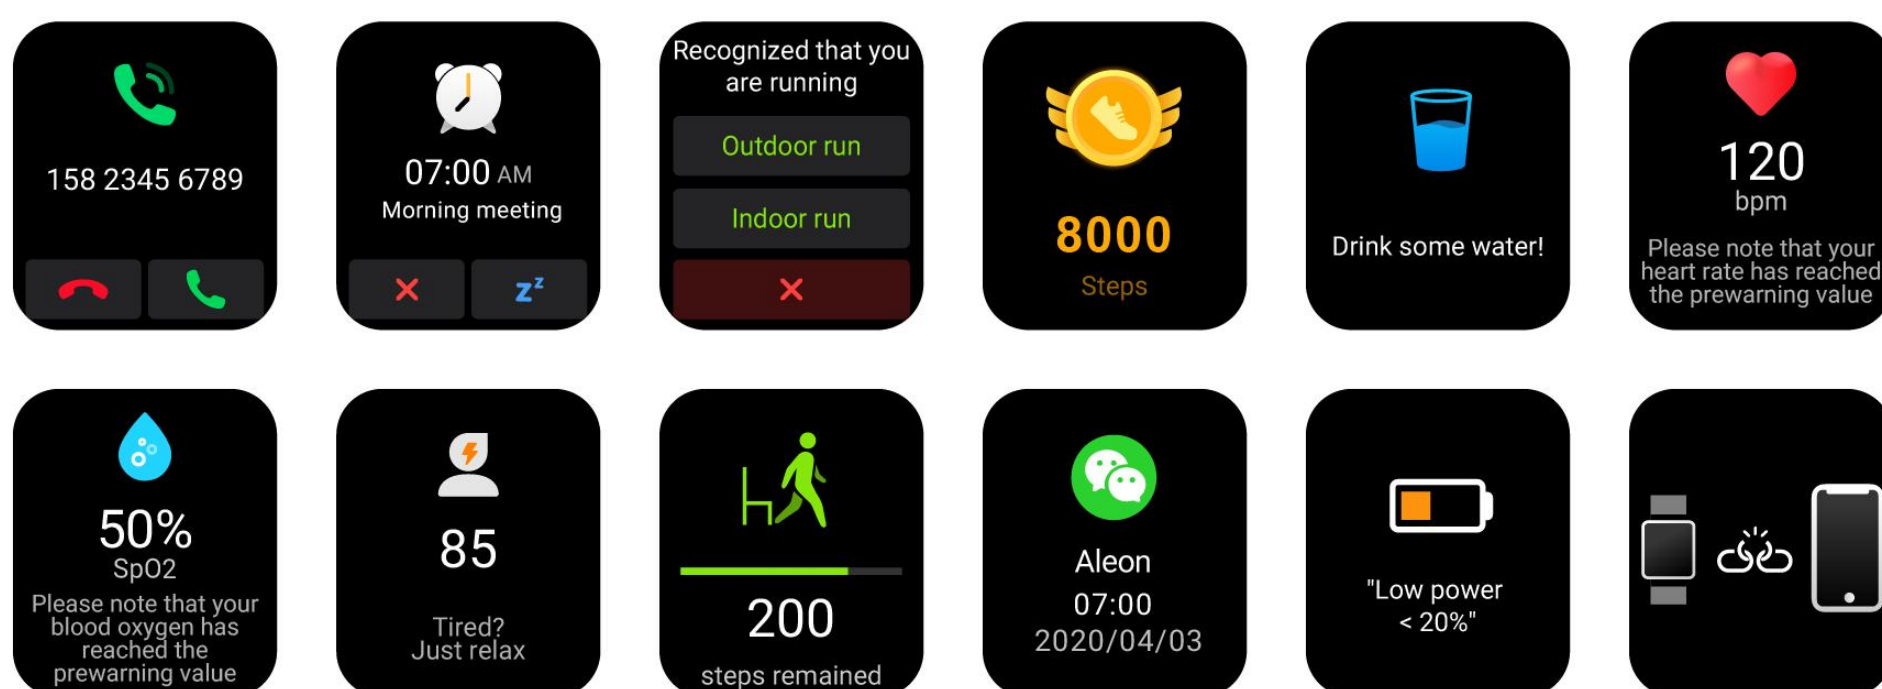 158 2345 6789
07:00 AM
Morning meeting
zz
Recognized that you
are running
Outdoor run
Indoor run
8000
Steps
Drink some water!
120
bpm
Please note that your
heart rate has reached
the prewarning value
50%
SpO2
Please note that your
blood oxygen has
reached the
prewarning value
85
Tired?
Just relax
200
steps remained
Aleon
07:00
2020/04/03
"Low power
< 20%"